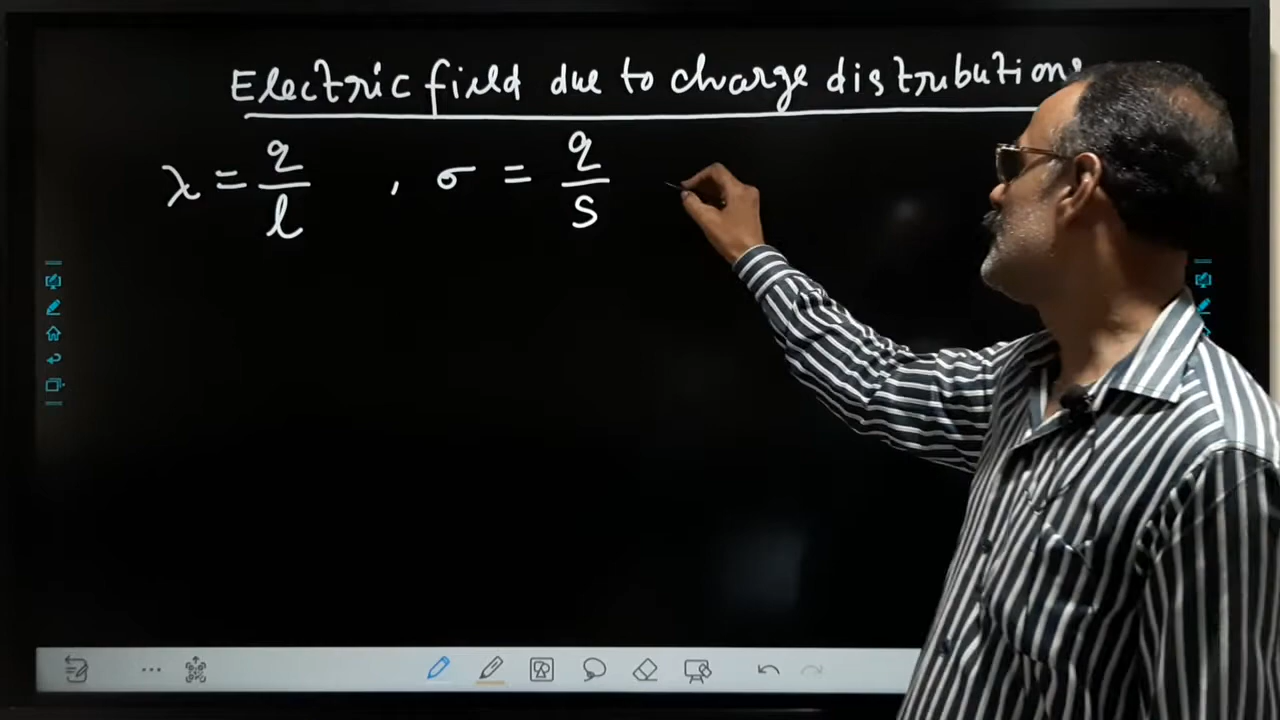 Electric field due to charge distributions
λ = q/l , σ = q/s